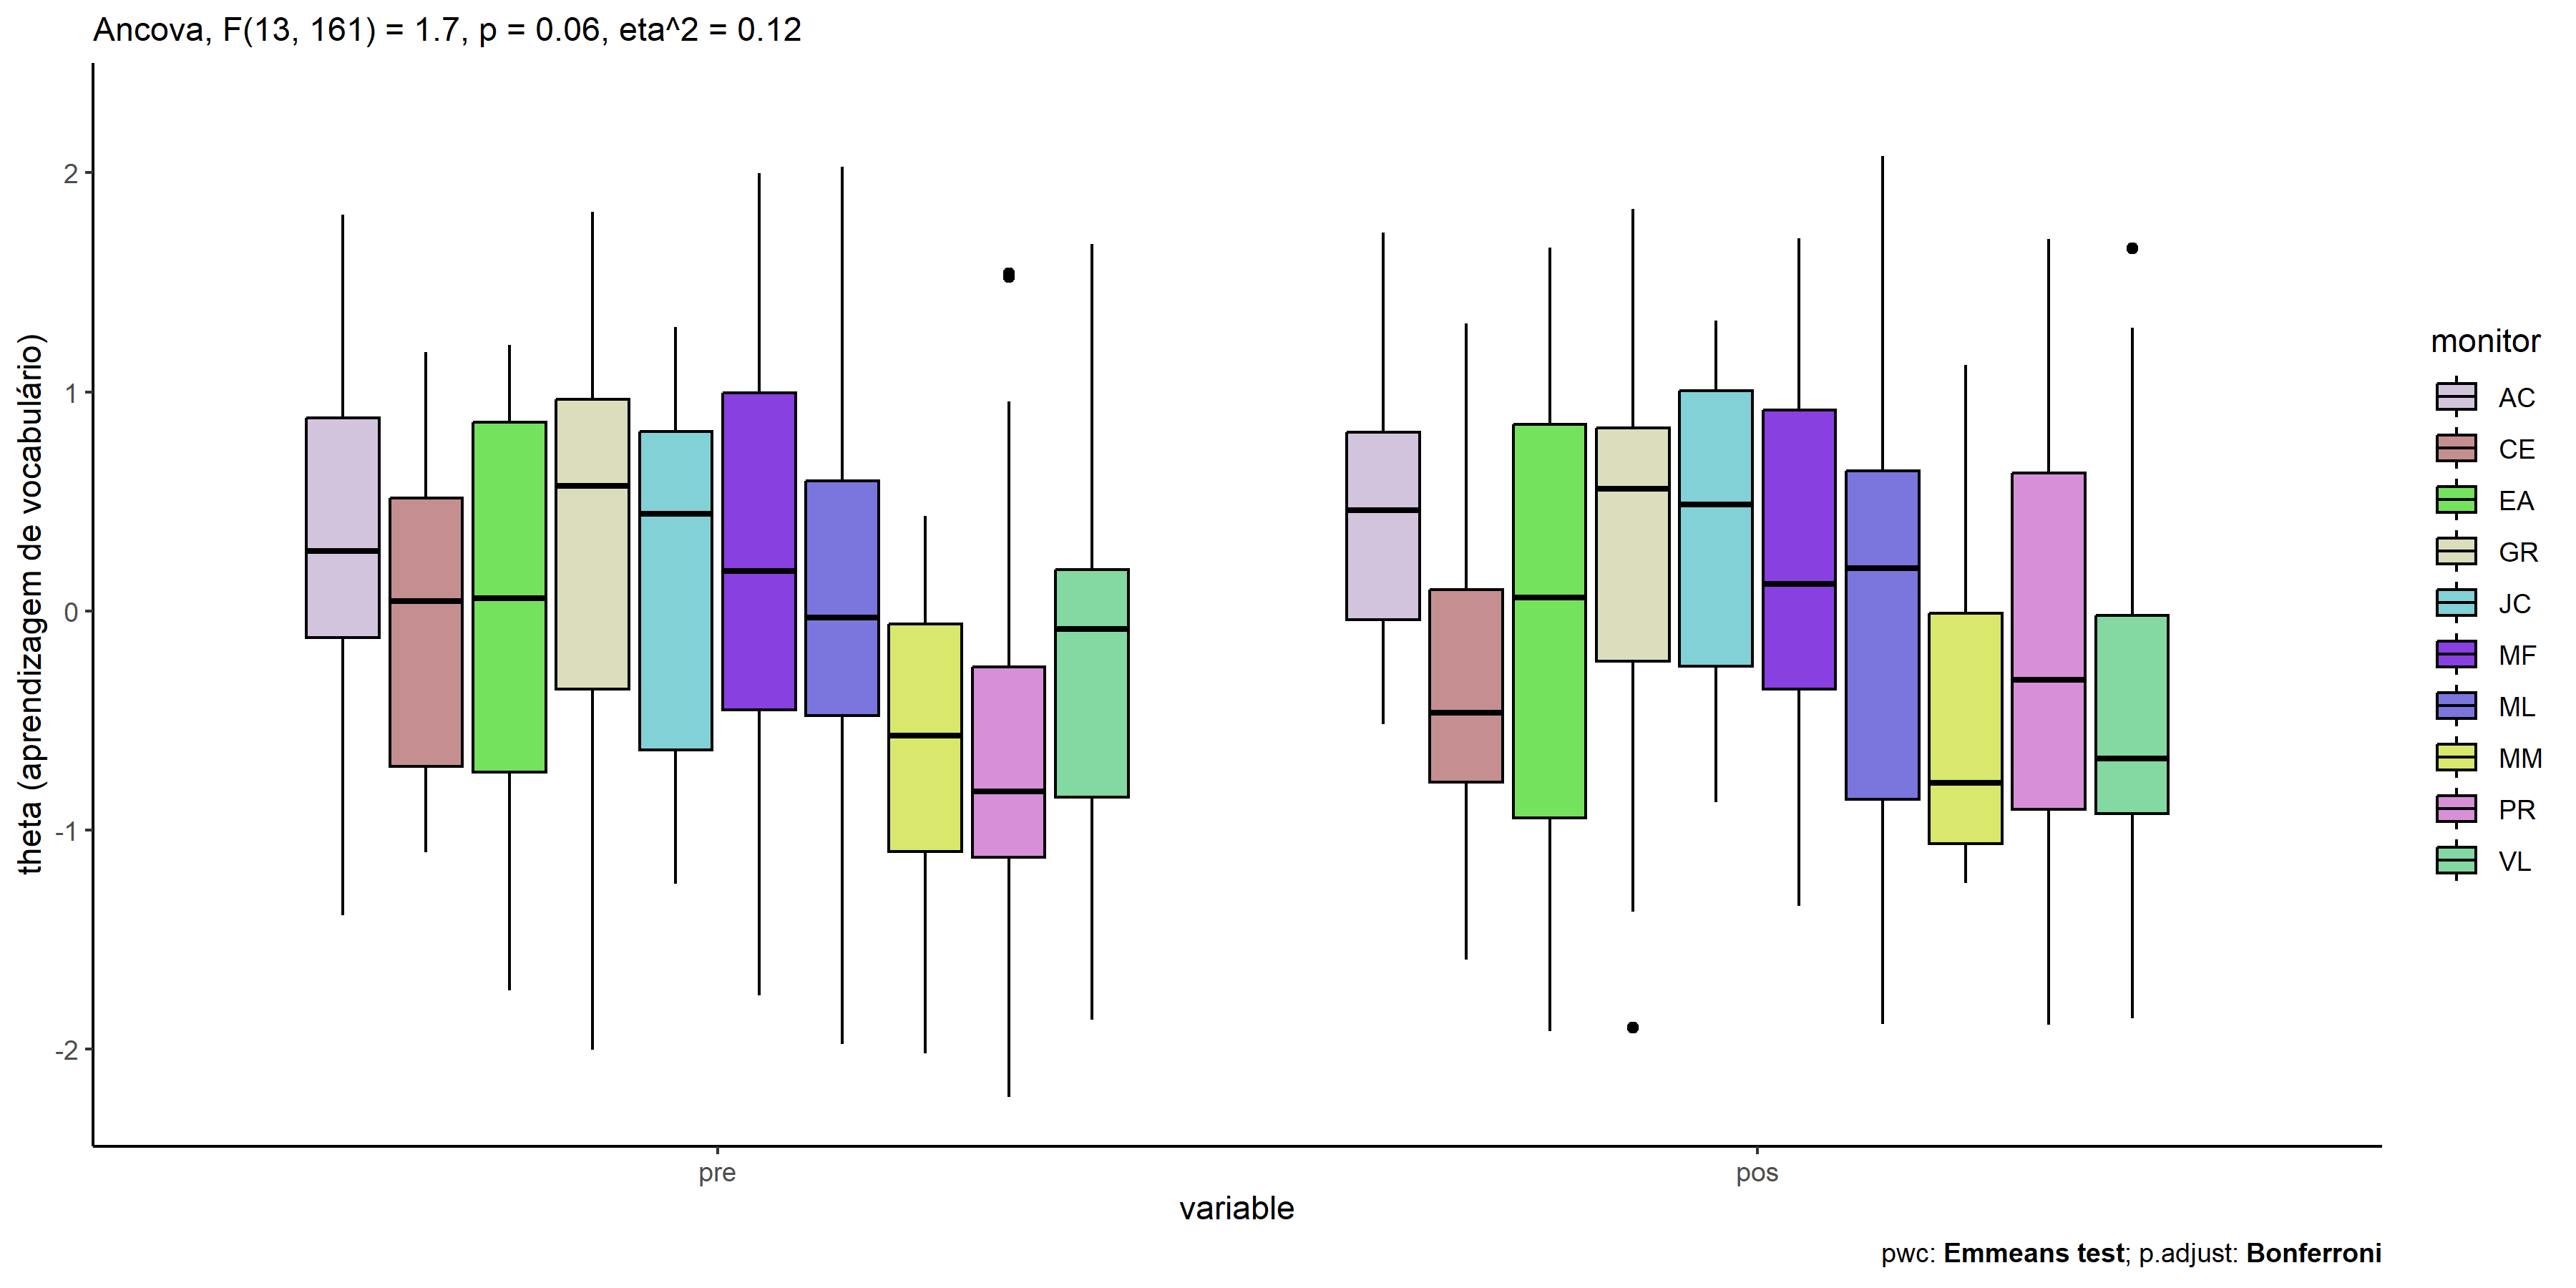 Ancova, F(13, 161) = 1.7, p = 0.06, eta^2 = 0.12
theta (aprendizagem de vocabulário)
2
1
0
-1
-2
pre
pos
variable
monitor
AC
CE
EA
GR
JC
MF
ML
MM
PR
VL
pwc: Emmeans test; p.adjust: Bonferroni